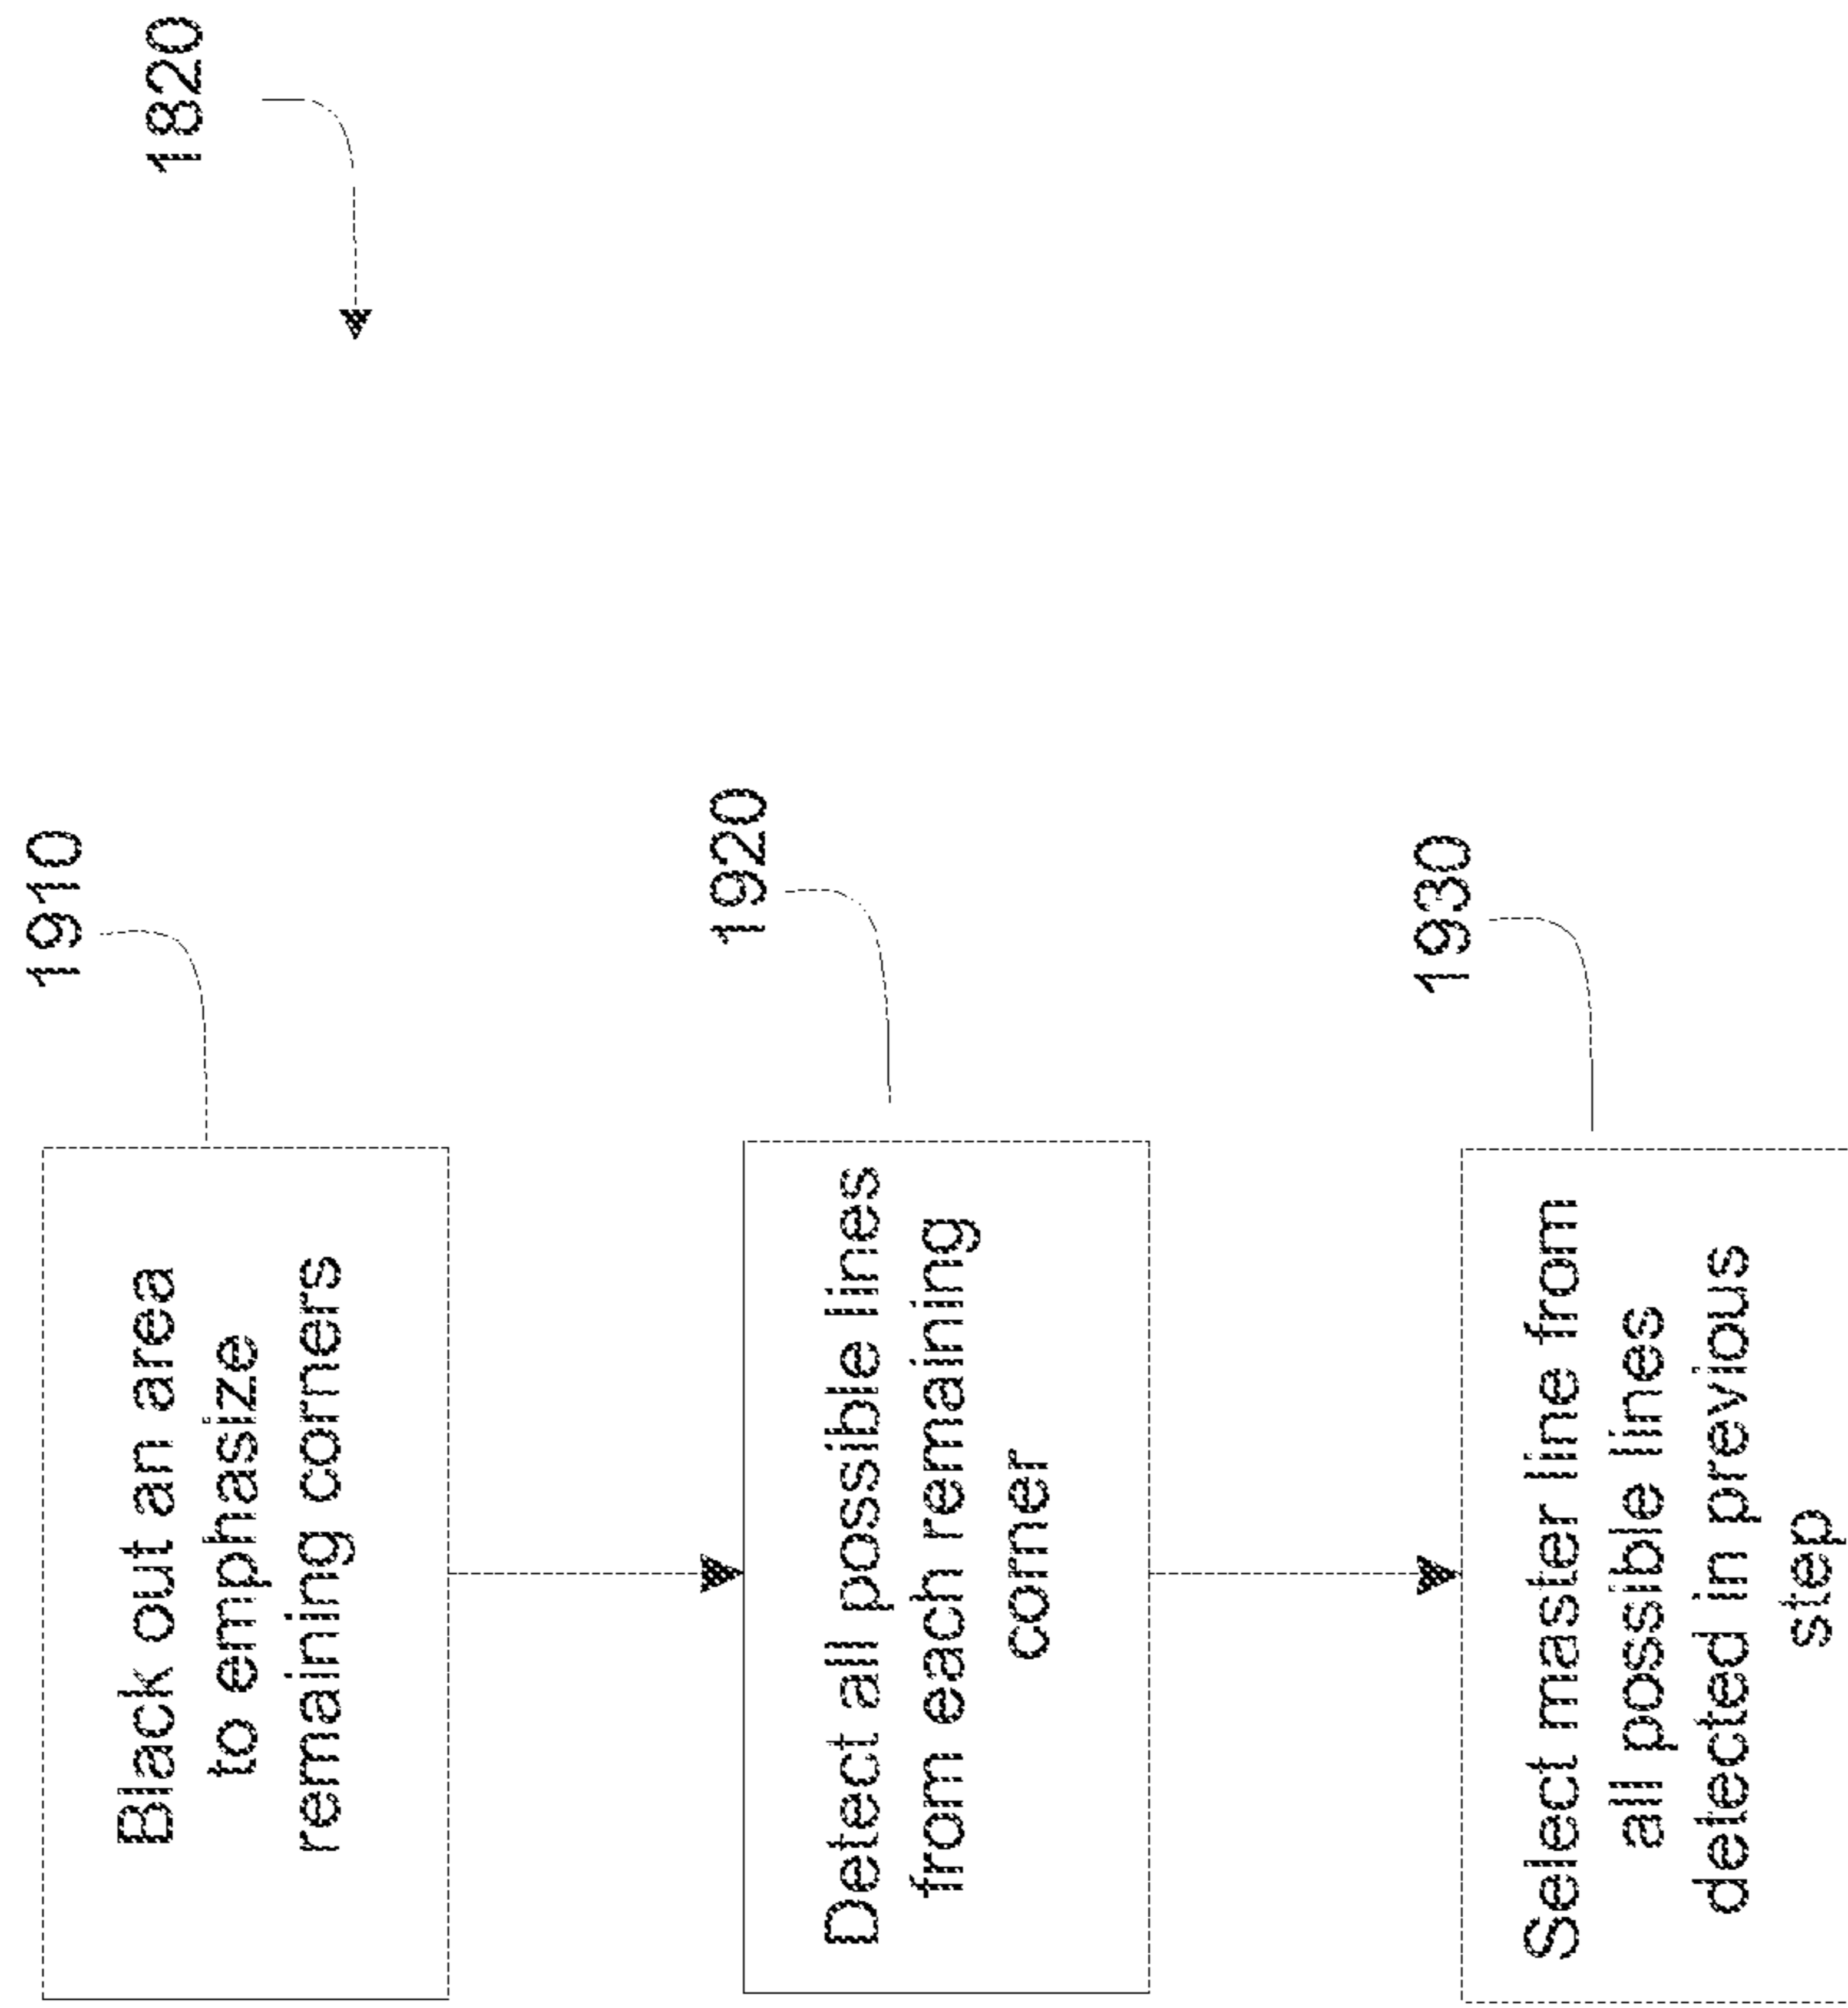 1820
1910
Black out an area
to emphasize
remaining corners
1920
Detect all possible lines
from each remaining
corner
1930
Select master line from
all possible lines
detected in previous
step